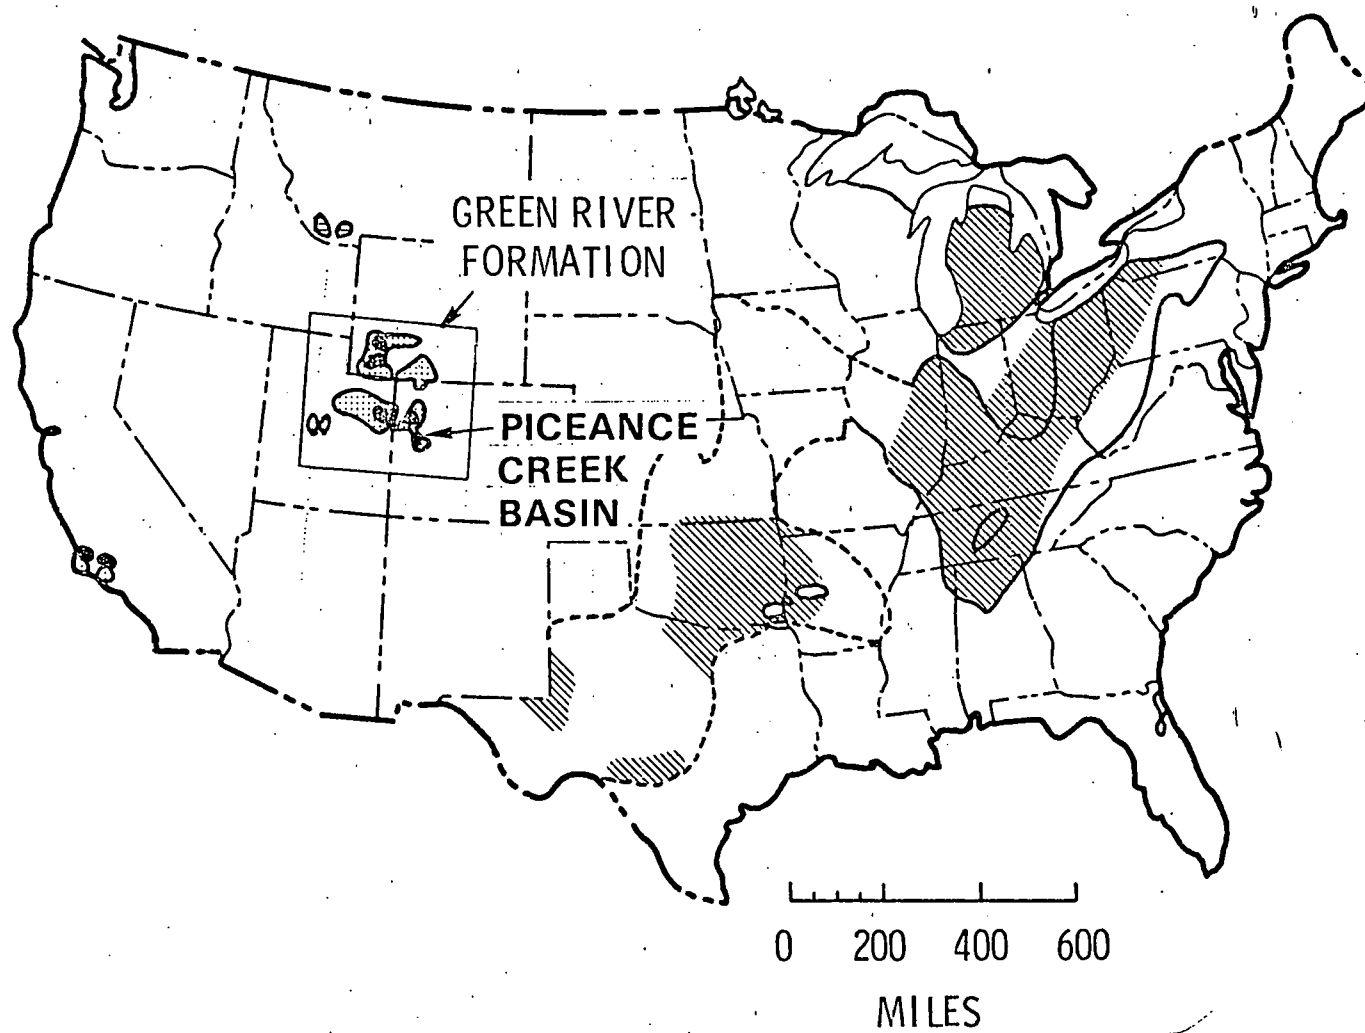 GREEN RIVER
FORMATION
PICEANCE
CREEK
BASIN
0 200 400 600
MILES